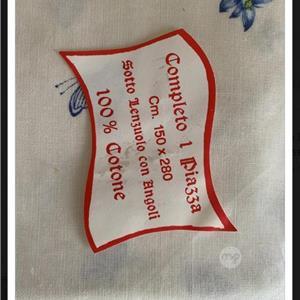 Completo 1 Piazza
Cm. 150 x 280
Sotto Lenzuolo con Angoli
100% Cotone